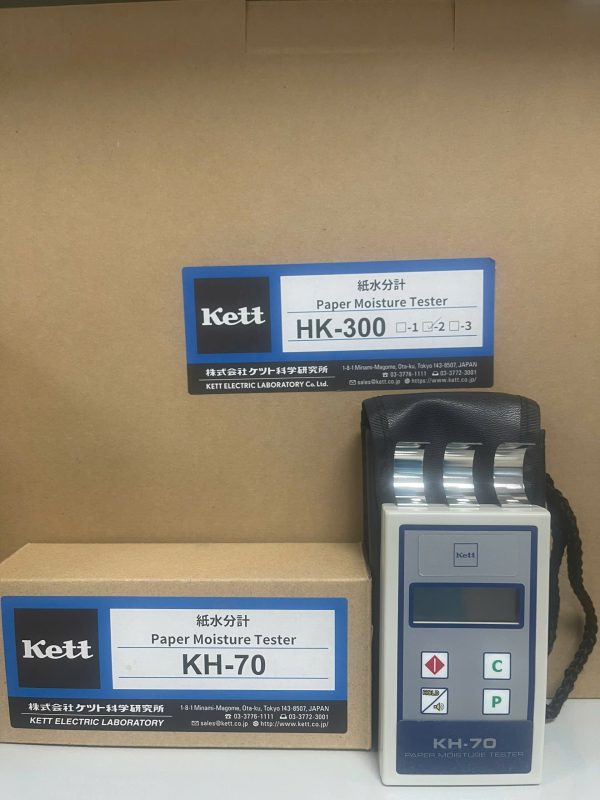 Kett
紙水分計
Paper Moisture Tester
HK-300 □-1 ☑-2 □-3
株式会社ケツト科学研究所
KETT ELECTRIC LABORATORY Co. Ltd.
1-8-1 Minami-Magome, Ota-ku, Tokyo 143-8507, JAPAN
☎ 03-3776-1111 03-3772-3001
✉ sales@kett.co.jp https://www.kett.co.jp/
Kett
紙水分計
Paper Moisture Tester
KH-70
株式会社ケツト科学研究所
KETT ELECTRIC LABORATORY
1-8-1 Minami-Magome, Ota-ku, Tokyo 143-8507, JAPAN
☎ 03-3776-1111 03-3772-3001
✉ sales@kett.co.jp http://www.kett.co.jp/
Kett
C
HOLD
P
KH-70
PAPER MOISTURE TESTER